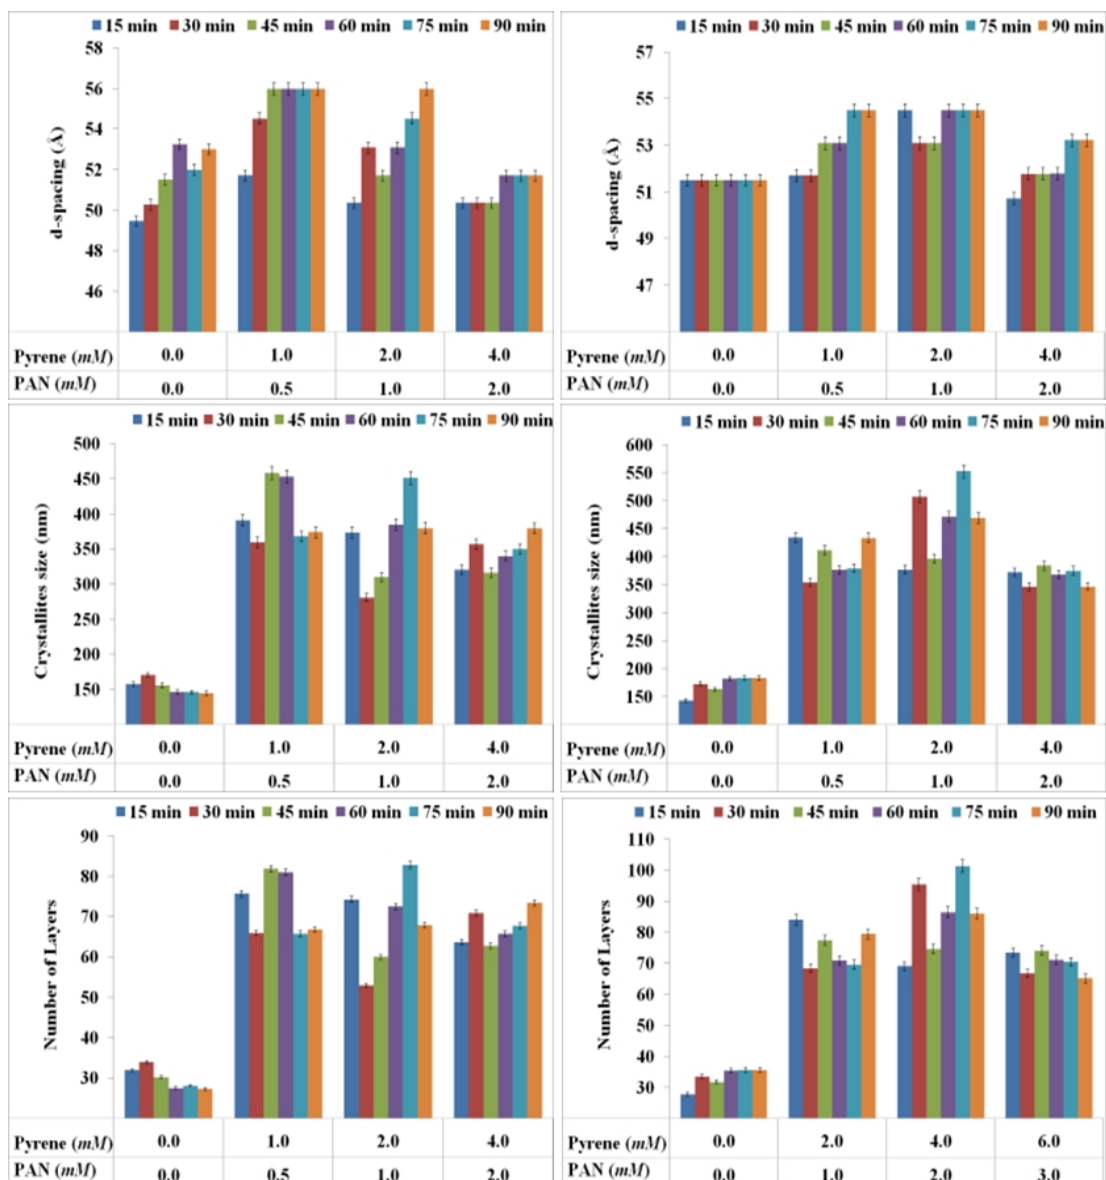 15 min 30 min 45 min 60 min 75 min 90 min
58
56
54
52
50
48
46
d-spacing (Å)
Pyrene (mM) 0.0 1.0 2.0 4.0
PAN (mM) 0.0 0.5 1.0 2.0
15 min 30 min 45 min 60 min 75 min 90 min
57
55
53
51
49
47
d-spacing (Å)
0.0 1.0 2.0 4.0
0.0 0.5 1.0 2.0
15 min 30 min 45 min 60 min 75 min 90 min
500
450
400
350
300
250
200
150
Crystallites size (nm)
Pyrene (mM) 0.0 1.0 2.0 4.0
PAN (mM) 0.0 0.5 1.0 2.0
15 min 30 min 45 min 60 min 75 min 90 min
600
550
500
450
400
350
300
250
200
150
Crystallites size (nm)
Pyrene (mM) 0.0 1.0 2.0 4.0
PAN (mM) 0.0 0.5 1.0 2.0
15 min 30 min 45 min 60 min 75 min 90 min
90
80
70
60
50
40
30
Number of Layers
Pyrene (mM) 0.0 1.0 2.0 4.0
PAN (mM) 0.0 0.5 1.0 2.0
15 min 30 min 45 min 60 min 75 min 90 min
110
100
90
80
70
60
50
40
30
Number of Layers
Pyrene (mM) 0.0 2.0 4.0 6.0
PAN (mM) 0.0 1.0 2.0 3.0